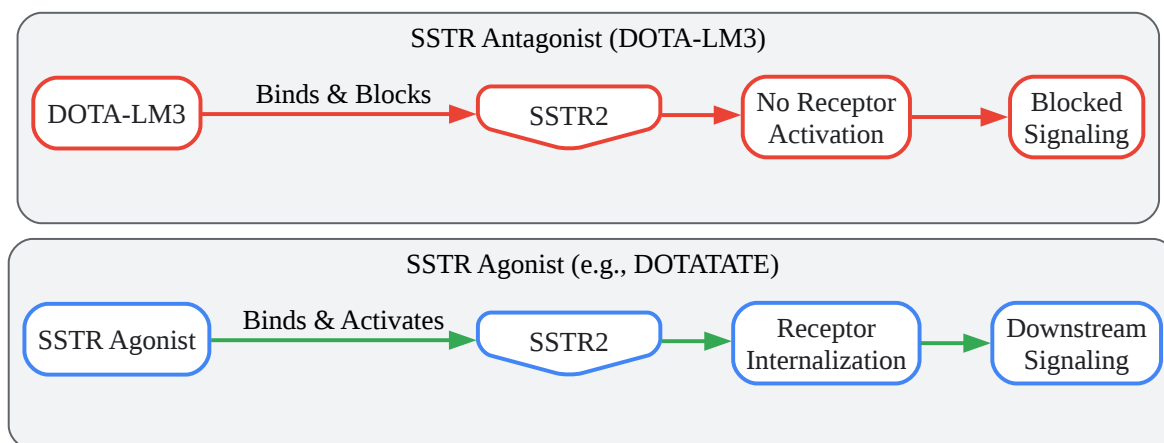 SSTR Antagonist (DOTA-LM3)
DOTA-LM3
Binds & Blocks
SSTR2
No Receptor
Activation
Blocked
Signaling
SSTR Agonist (e.g., DOTATATE)
SSTR Agonist
Binds & Activates
SSTR2
Receptor
Internalization
Downstream
Signaling